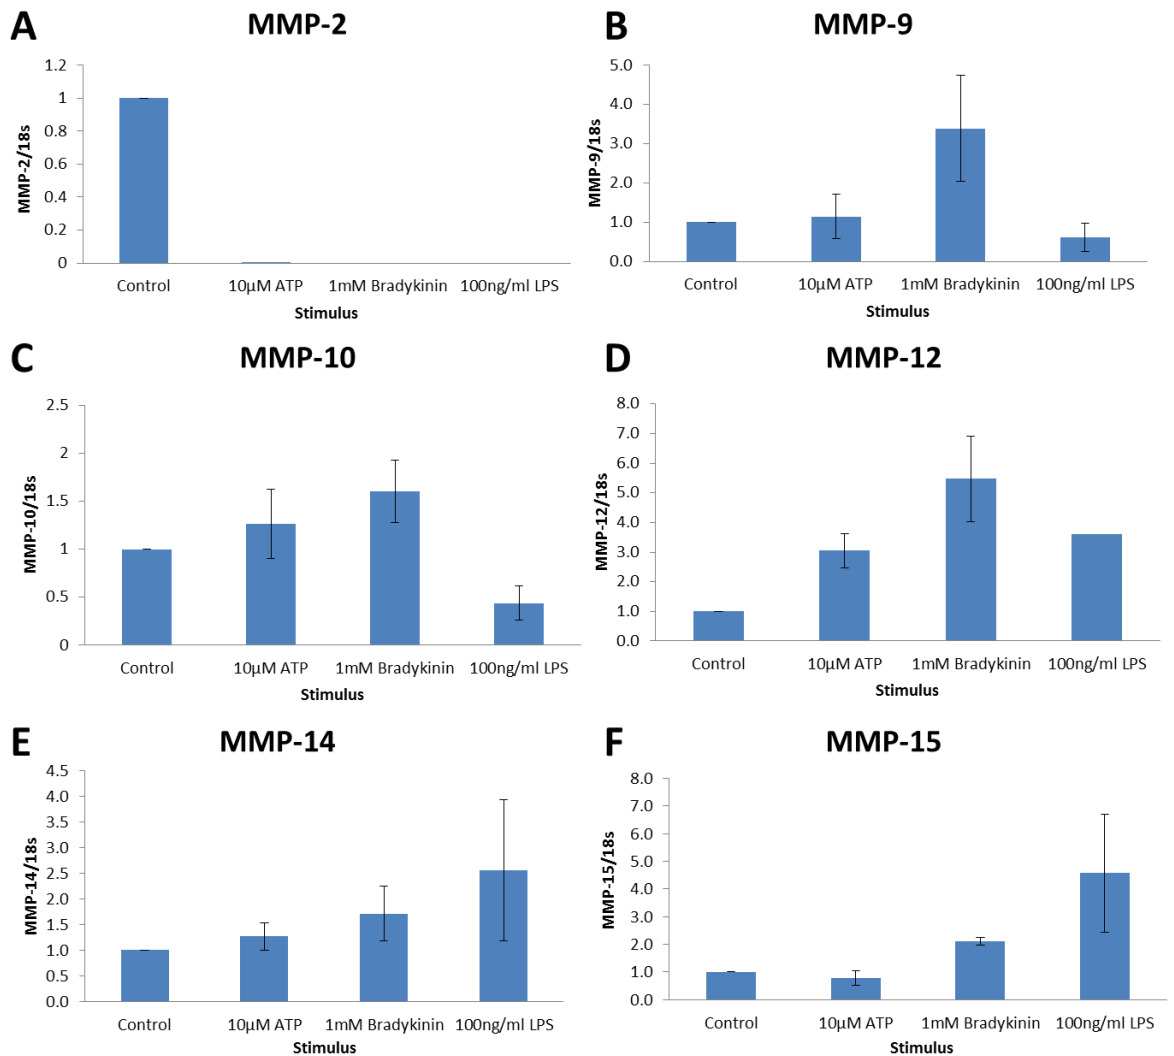 A
MMP-2
1.2
1
0.8
0.6
0.4
0.2
0
MMP-2/18s
Control
10µM ATP
1mM Bradykinin
100ng/ml LPS
Stimulus
B
MMP-9
5.0
4.0
3.0
2.0
1.0
0.0
MMP-9/18s
Control
10µM ATP
1mM Bradykinin
100ng/ml LPS
Stimulus
C
MMP-10
2.5
2
1.5
1
0.5
0
MMP-10/18s
Control
10µM ATP
1mM Bradykinin
100ng/ml LPS
Stimulus
D
MMP-12
8.0
7.0
6.0
5.0
4.0
3.0
2.0
1.0
0.0
MMP-12/18s
Control
10µM ATP
1mM Bradykinin
100ng/ml LPS
Stimulus
E
MMP-14
4.5
4.0
3.5
3.0
2.5
2.0
1.5
1.0
0.5
0.0
MMP-14/18s
Control
10µM ATP
1mM Bradykinin
100ng/ml LPS
Stimulus
F
MMP-15
8.0
7.0
6.0
5.0
4.0
3.0
2.0
1.0
0.0
MMP-15/18s
Control
10µM ATP
1mM Bradykinin
100ng/ml LPS
Stimulus